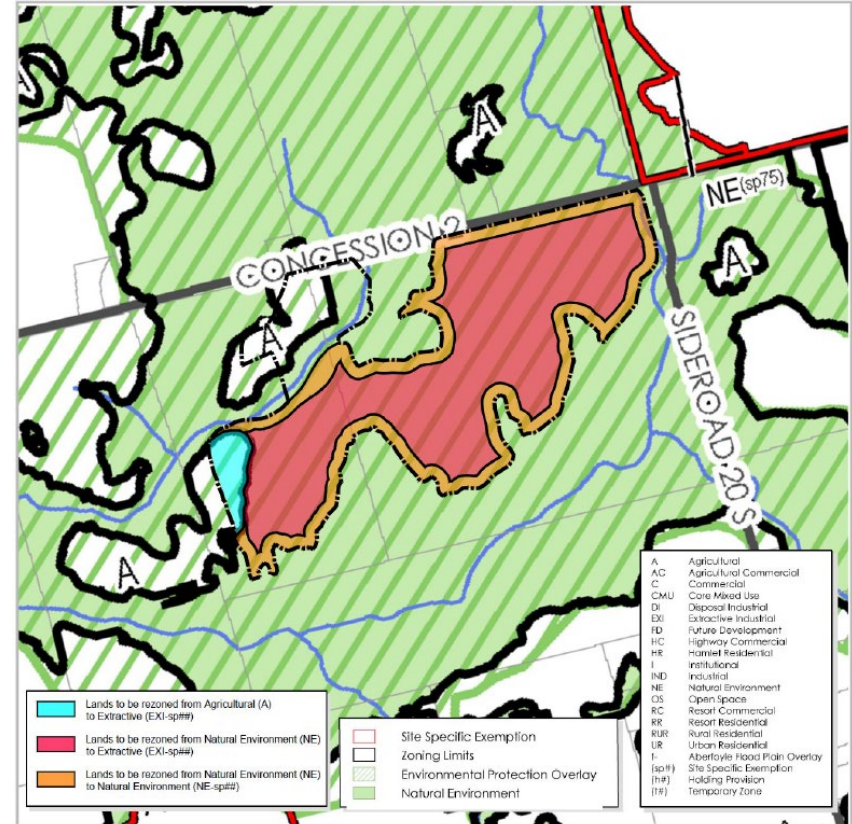 A
A
NE(sp75)
CONCESSION 2
A
A
SIDEROAD 20 S
A
A Agricultural
AC Agricultural Commercial
C Commercial
CMU Core Mixed Use
DI Disposal Industrial
EXI Extractive Industrial
FD Future Development
HC Highway Commercial
HR Hamlet Residential
I Institutional
IND Industrial
NE Natural Environment
OS Open Space
RC Resort Commercial
RR Resort Residential
RUR Rural Residential
UR Urban Residential
f- Aberfoyle Flood Plain Overlay
(sp#) Site Specific Exemption
(h#) Holding Provision
(t#) Temporary Zone
Lands to be rezoned from Agricultural (A)
to Extractive (EXI-sp##)
Lands to be rezoned from Natural Environment (NE)
to Extractive (EXI-sp##)
Lands to be rezoned from Natural Environment (NE)
to Natural Environment (NE-sp##)
Site Specific Exemption
Zoning Limits
Environmental Protection Overlay
Natural Environment